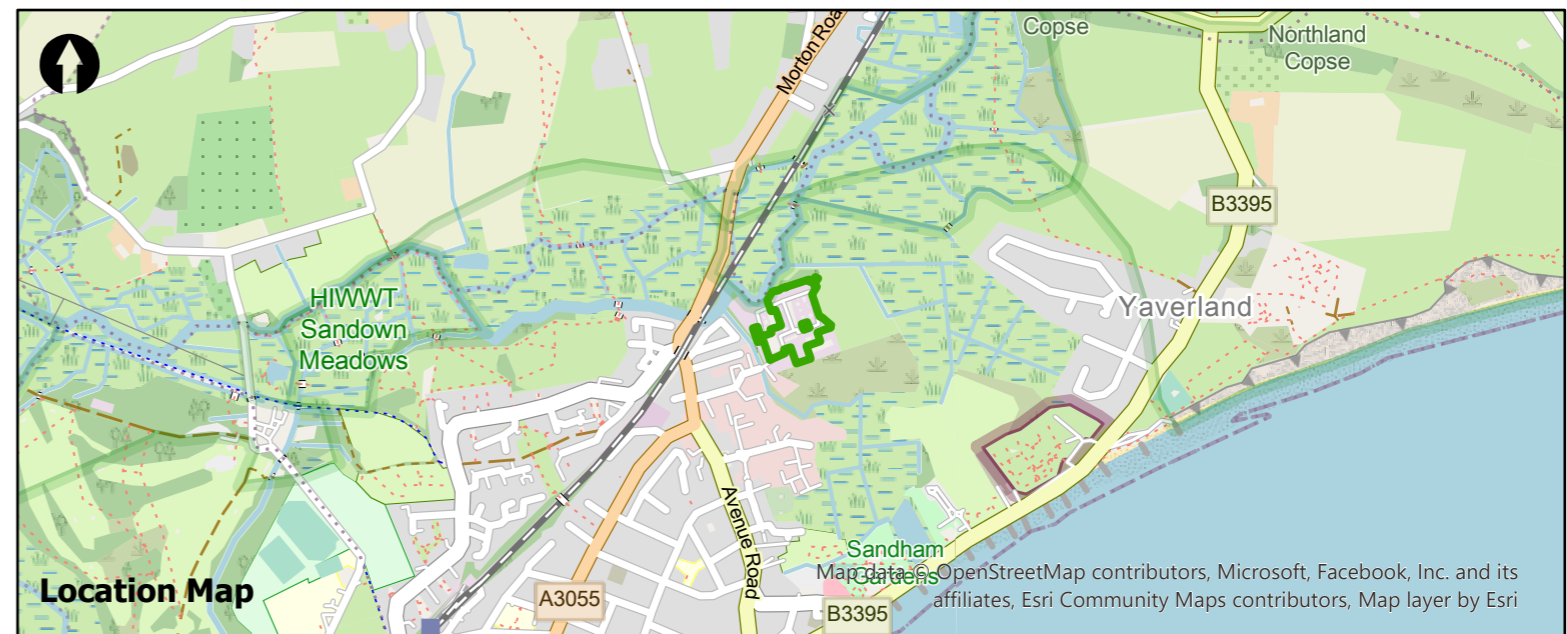 Copse
Northland
Copse
Morton Roa
B3395
Yaverland
HIWWT
Sandown
Meadows
Avenue Road
Sandham
Gardens
A3055
B3395
Location Map
Map data © OpenStreetMap contributors, Microsoft, Facebook, Inc. and its
affiliates, Esri Community Maps contributors, Map layer by Esri